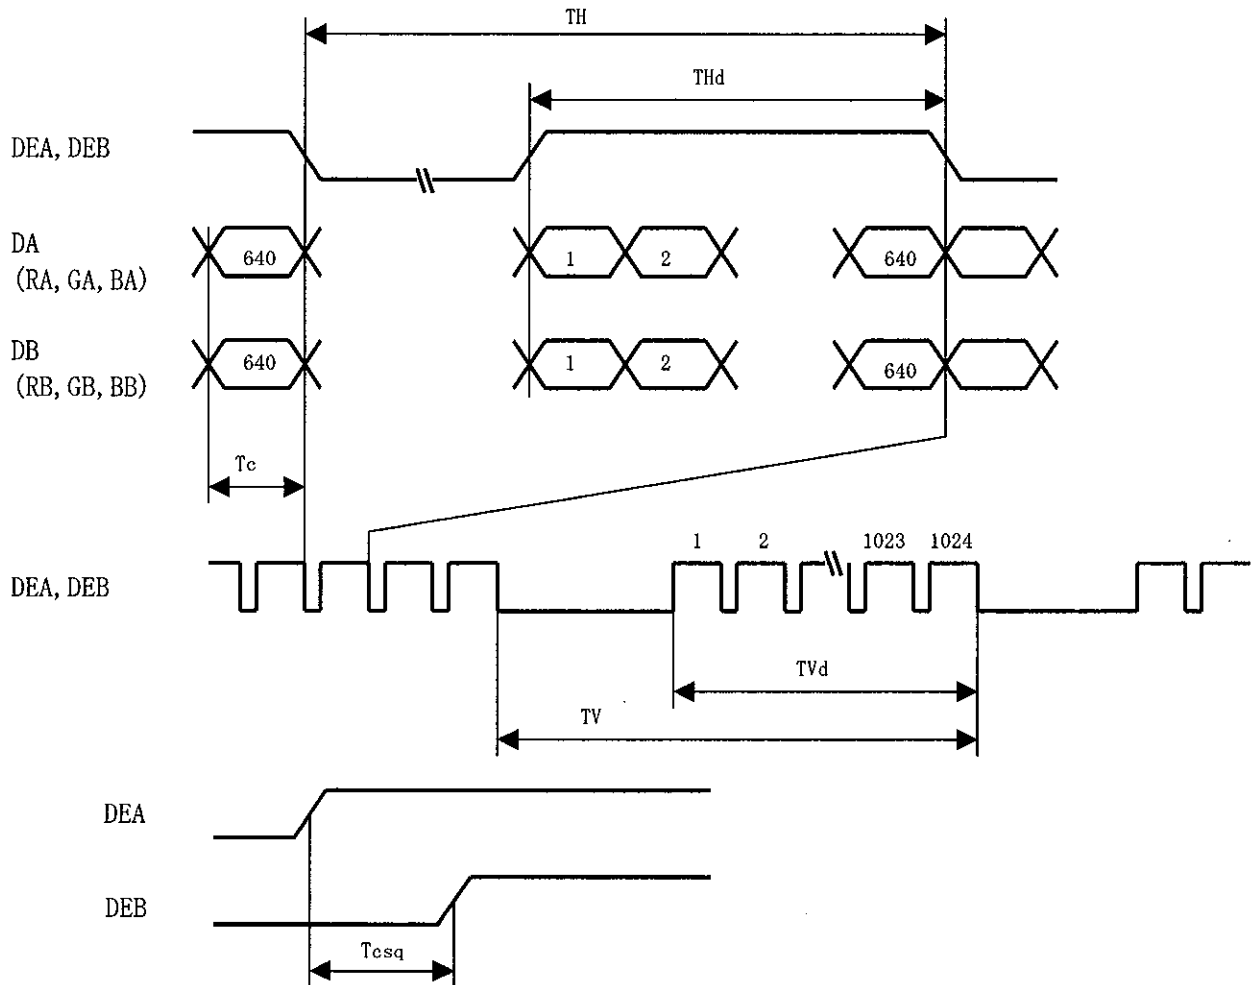 TH
THd
DEA, DEB
DA
(RA, GA, BA)
640
1
2
640
DB
(RB, GB, BB)
640
1
2
640
Tc
1
2
1023
1024
DEA, DEB
TVd
TV
DEA
DEB
Tcsq